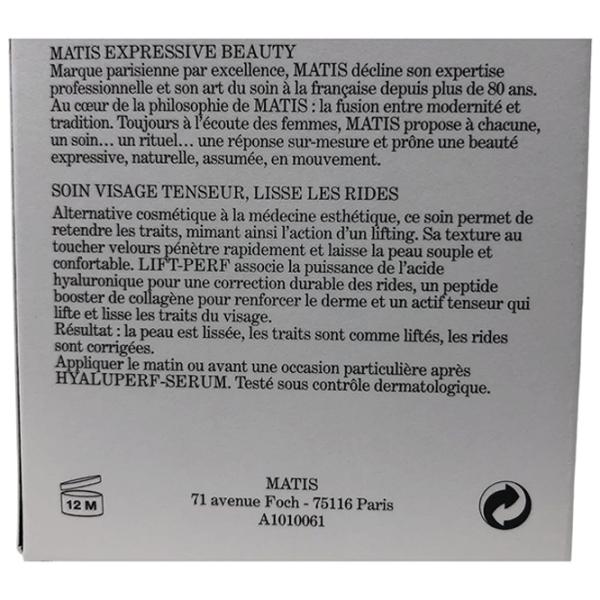 MATIS EXPRESSIVE BEAUTY
Marque parisienne par excellence, MATIS décline son expertise
professionnelle et son art du soin à la française depuis plus de 80 ans.
Au cœur de la philosophie de MATIS : la fusion entre modernité et
tradition. Toujours à l'écoute des femmes, MATIS propose à chacune,
un soin... un rituel... une réponse sur-mesure et prône une beauté
expressive, naturelle, assumée, en mouvement.
SOIN VISAGE TENSEUR, LISSE LES RIDES
Alternative cosmétique à la médecine esthétique, ce soin permet de
retendre les traits, mimant ainsi l'action d'un lifting. Sa texture au
toucher velours pénètre rapidement et laisse la peau souple et
confortable. LIFT-PERF associe la puissance de l'acide
hyaluronique pour une correction durable des rides, un peptide
booster de collagène pour renforcer le derme et un actif tenseur qui
lifte et lisse les traits du visage.
Résultat : la peau est lissée, les traits sont comme liftés, les rides
sont corrigées.
Appliquer le matin ou avant une occasion particulière après
HYALUPERF-SERUM. Testé sous contrôle dermatologique.
12 M
MATIS
71 avenue Foch - 75116 Paris
A1010061